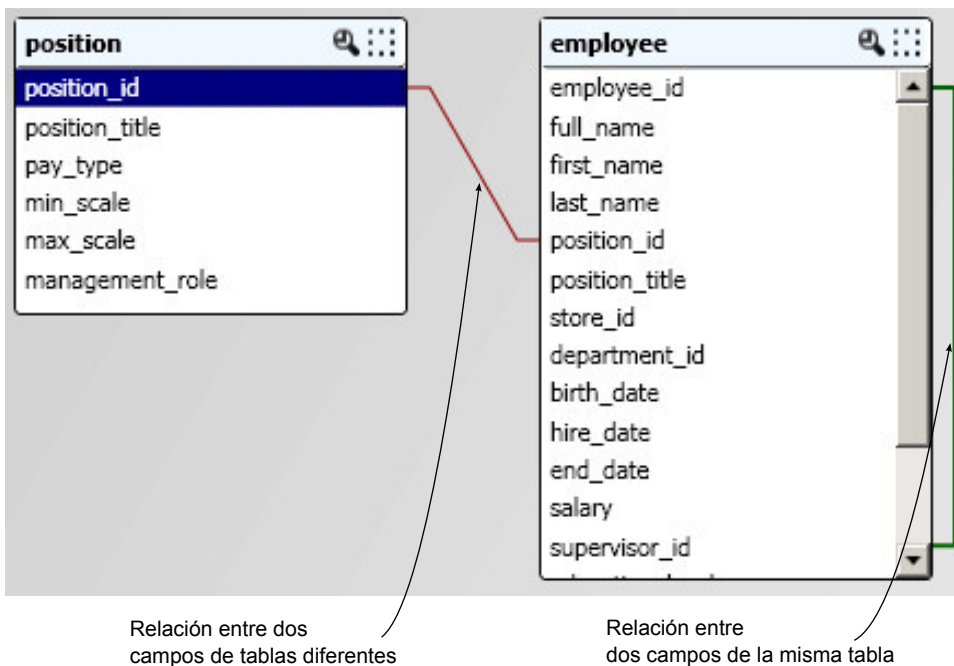 position
position_id
position_title
pay_type
min_scale
max_scale
management_role
employee
employee_id
full_name
first_name
last_name
position_id
position_title
store_id
department_id
birth_date
hire_date
end_date
salary
supervisor_id
Relación entre dos
campos de tablas diferentes
Relación entre
dos campos de la misma tabla